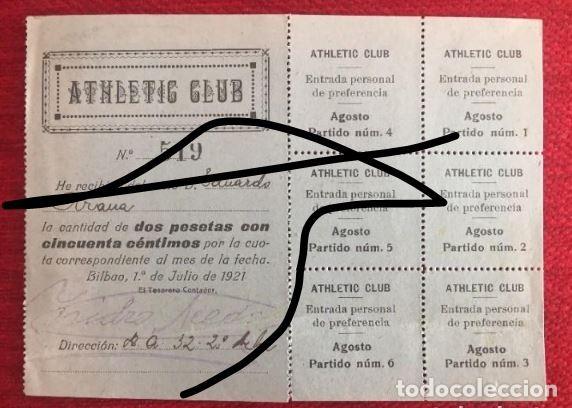 ATHLETIC CLUB
N.º 519
He recibido del socio D. Eduardo
Arana
la cantidad de dos pesetas con
cincuenta céntimos por la cuo-
ta correspondiente al mes de la fecha.
Bilbao, 1.º de Julio de 1921
El Tesorero Contador,
Isidro
Dirección:
ATHLETIC CLUB
Entrada personal
de preferencia
Agosto
Partido núm. 4
ATHLETIC CLUB
Entrada personal
de preferencia
Agosto
Partido núm. 1
ATHLETIC CLUB
Entrada personal
de preferencia
Agosto
Partido núm. 5
ATHLETIC CLUB
Entrada personal
de preferencia
Agosto
Partido núm. 2
ATHLETIC CLUB
Entrada personal
de preferencia
Agosto
Partido núm. 6
ATHLETIC CLUB
Entrada personal
de preferencia
Agosto
Partido núm. 3
todocoleccion